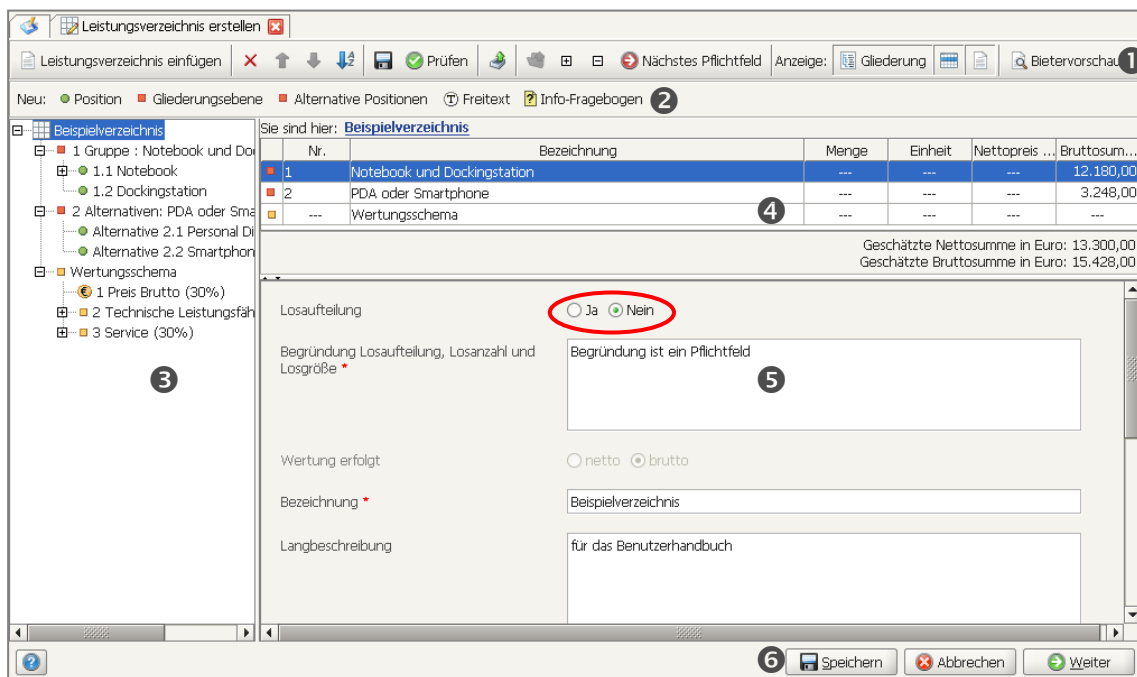 Leistungsverzeichnis erstellen
Leistungsverzeichnis einfügen Prüfen Nächstes Pflichtfeld Anzeige: Gliederung Bietervorschau 1
Neu: Position Gliederungsebene Alternative Positionen T Freitext ? Info-Fragebogen 2
Beispielverzeichnis
1 Gruppe : Notebook und Do
1.1 Notebook
1.2 Dockingstation
2 Alternativen: PDA oder Sma
Alternative 2.1 Personal Di
Alternative 2.2 Smartphon
Wertungsschema
€ 1 Preis Brutto (30%)
2 Technische Leistungsfäh
3 Service (30%)
3
Sie sind hier: Beispielverzeichnis
Nr. Bezeichnung Menge Einheit Nettopreis ... Bruttosum...
1 Notebook und Dockingstation --- --- --- 12.180,00
2 PDA oder Smartphone --- --- --- 3.248,00
--- Wertungsschema --- --- --- ---
4
Geschätzte Nettosumme in Euro: 13.300,00
Geschätzte Bruttosumme in Euro: 15.428,00
Losaufteilung Ja Nein
Begründung Losaufteilung, Losanzahl und
Losgröße *
Begründung ist ein Pflichtfeld
5
Wertung erfolgt netto brutto
Bezeichnung * Beispielverzeichnis
Langbeschreibung für das Benutzerhandbuch
? 6 Speichern Abbrechen Weiter